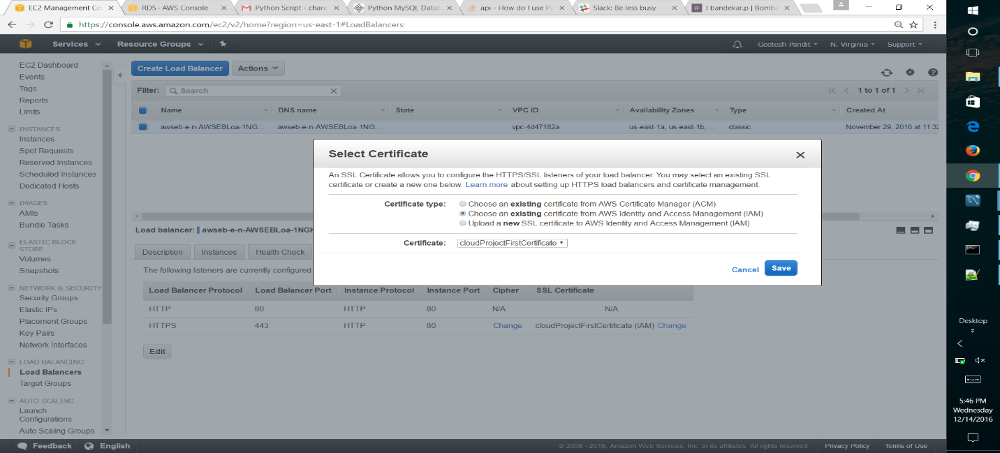 EC2 Management Co
RDS · AWS Console
Python Script - chan
Python MySQL Datab
api - How do I use Py
Slack: Be less busy
! bandekar.p | Bomb
https://console.aws.amazon.com/ec2/v2/home?region=us-east-1#LoadBalancers:
Services Resource Groups Geetesh Pandit N. Virginia Support
EC2 Dashboard
Events
Tags
Reports
Limits
INSTANCES
Instances
Spot Requests
Reserved Instances
Scheduled Instances
Dedicated Hosts
IMAGES
AMIs
Bundle Tasks
ELASTIC BLOCK
STORE
Volumes
Snapshots
NETWORK & SECURITY
Security Groups
Elastic IPs
Placement Groups
Key Pairs
Network Interfaces
LOAD BALANCING
Load Balancers
Target Groups
AUTO SCALING
Launch
Configurations
Auto Scaling Groups
Create Load Balancer Actions
Filter: Search 1 to 1 of 1
Name DNS name State VPC ID Availability Zones Type Created At
awseb-e-n-AWSEBLoa-1NG... awseb-e-n-AWSEBLoa-1NG... vpc-4d47182a us-east-1a, us-east-1b, ... classic November 29, 2016 at 11:32
Select Certificate
An SSL Certificate allows you to configure the HTTPS/SSL listeners of your load balancer. You may select an existing SSL
certificate or create a new one below. Learn more about setting up HTTPS load balancers and certificate management.
Certificate type: Choose an existing certificate from AWS Certificate Manager (ACM)
Choose an existing certificate from AWS Identity and Access Management (IAM)
Upload a new SSL certificate to AWS Identity and Access Management (IAM)
Certificate: cloudProjectFirstCertificate
Cancel Save
Load balancer: awseb-e-n-AWSEBLoa-1NGK
Description Instances Health Check
The following listeners are currently configured
Load Balancer Protocol Load Balancer Port Instance Protocol Instance Port Cipher SSL Certificate
HTTP 80 HTTP 80 N/A N/A
HTTPS 443 HTTP 80 Change cloudProjectFirstCertificate (IAM) Change
Edit
Feedback English © 2008 - 2016, Amazon Web Services, Inc. or its affiliates. All rights reserved. Privacy Policy Terms of Use
Desktop
5:46 PM
Wednesday
12/14/2016